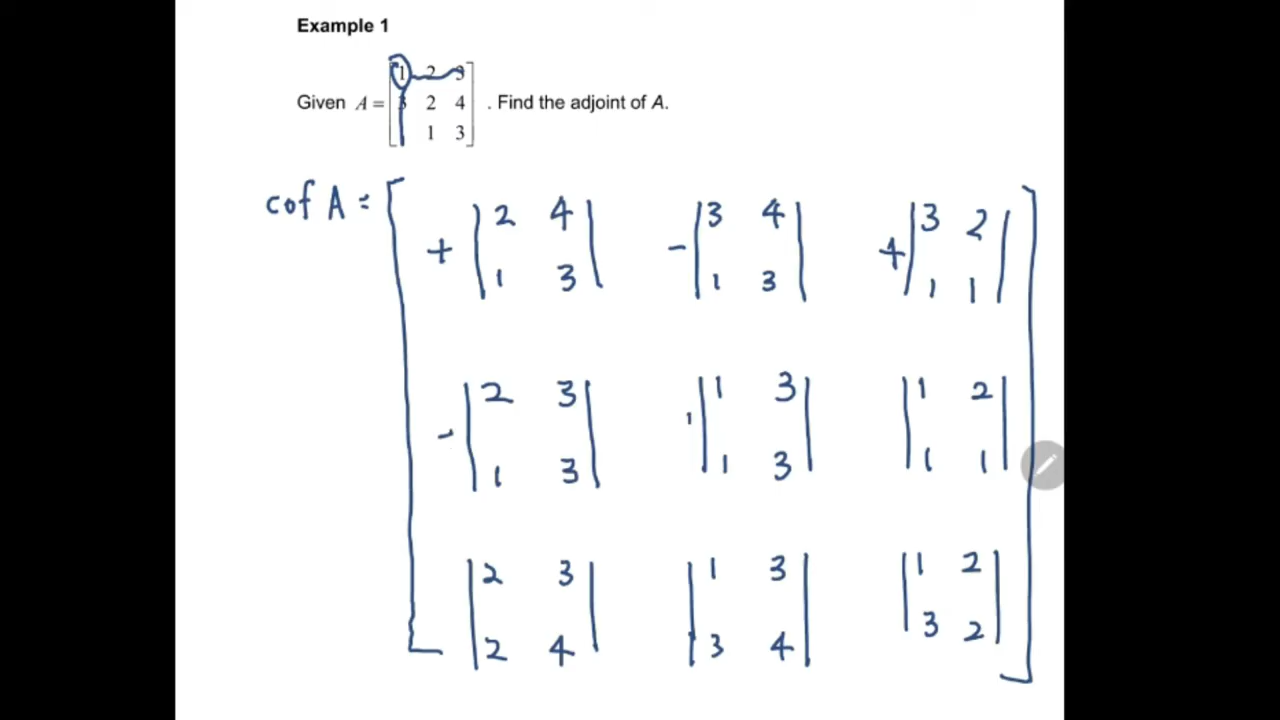 Example 1
1 2 3
Given A = 3 2 4 . Find the adjoint of A.
1 3
cof A =
+ | 2 4 | - | 3 4 | + | 3 2 |
| 1 3 | | 1 3 | | 1 1 |
- | 2 3 | | 1 3 | | 1 2 |
| 1 3 | | 1 3 | | 1 1 |
| 2 3 | | 1 3 | | 1 2 |
| 2 4 | | 3 4 | | 3 2 |